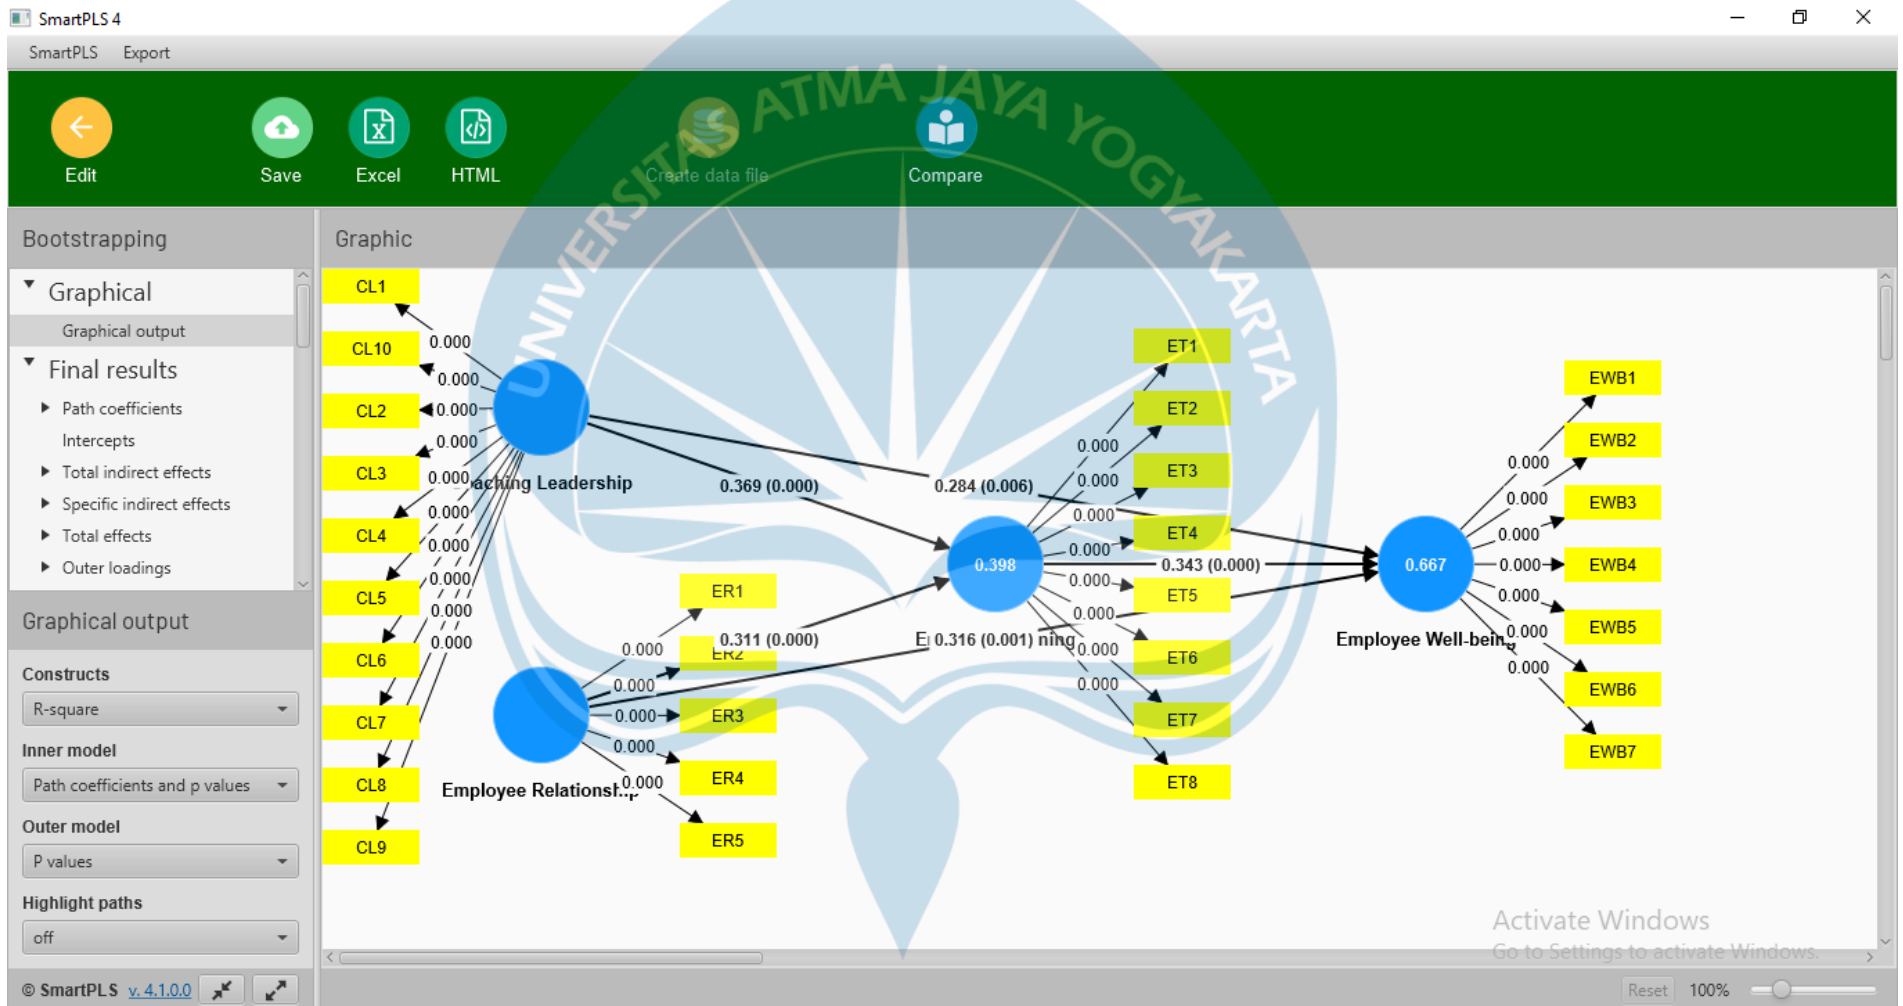 SmartPLS 4
SmartPLS Export
Edit
Save
Excel
HTML
Create data file
Compare
UNIVERSITAS ATMA JAYA YOGYAKARTA
Bootstrapping
Graphical
Graphical output
Final results
Path coefficients
Intercepts
Total indirect effects
Specific indirect effects
Total effects
Outer loadings
Graphical output
Constructs
R-square
Inner model
Path coefficients and p values
Outer model
P values
Highlight paths
off
© SmartPLS v. 4.1.0.0
Graphic
CL1
CL10
CL2
CL3
CL4
CL5
CL6
CL7
CL8
CL9
0.000
0.000
0.000
0.000
0.000
0.000
0.000
0.000
0.000
0.000
Leadership
0.369 (0.000)
0.284 (0.006)
ER1
ER2
ER3
ER4
ER5
0.000
0.000
0.000
0.000
0.000
0.311 (0.000)
Employee
0.398
0.316 (0.001)
0.343 (0.000)
ET1
ET2
ET3
ET4
ET5
ET6
ET7
ET8
0.000
0.000
0.000
0.000
0.000
0.000
0.000
0.000
0.667
Employee Well-being
EWB1
EWB2
EWB3
EWB4
EWB5
EWB6
EWB7
0.000
0.000
0.000
0.000
0.000
0.000
0.000
Activate Windows
Go to Settings to activate Windows.
Reset 100%